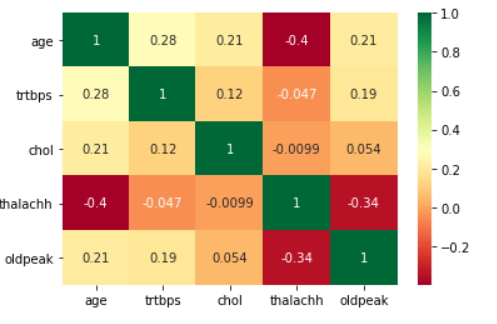 age 1 0.28 0.21 -0.4 0.21
trtbps 0.28 1 0.12 -0.047 0.19
chol 0.21 0.12 1 -0.0099 0.054
thalachh -0.4 -0.047 -0.0099 1 -0.34
oldpeak 0.21 0.19 0.054 -0.34 1
age trtbps chol thalachh oldpeak
1.0
0.8
0.6
0.4
0.2
0.0
−0.2